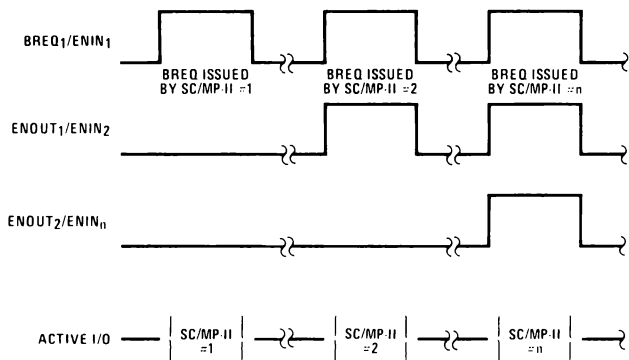 BREQ1/ENIN1
BREQ ISSUED
BY SC/MP-II =1
BREQ ISSUED
BY SC/MP-II =2
BREQ ISSUED
BY SC/MP-II =n
ENOUT1/ENIN2
ENOUT2/ENINn
ACTIVE I/O
SC/MP-II
=1
SC/MP-II
=2
SC/MP-II
=n